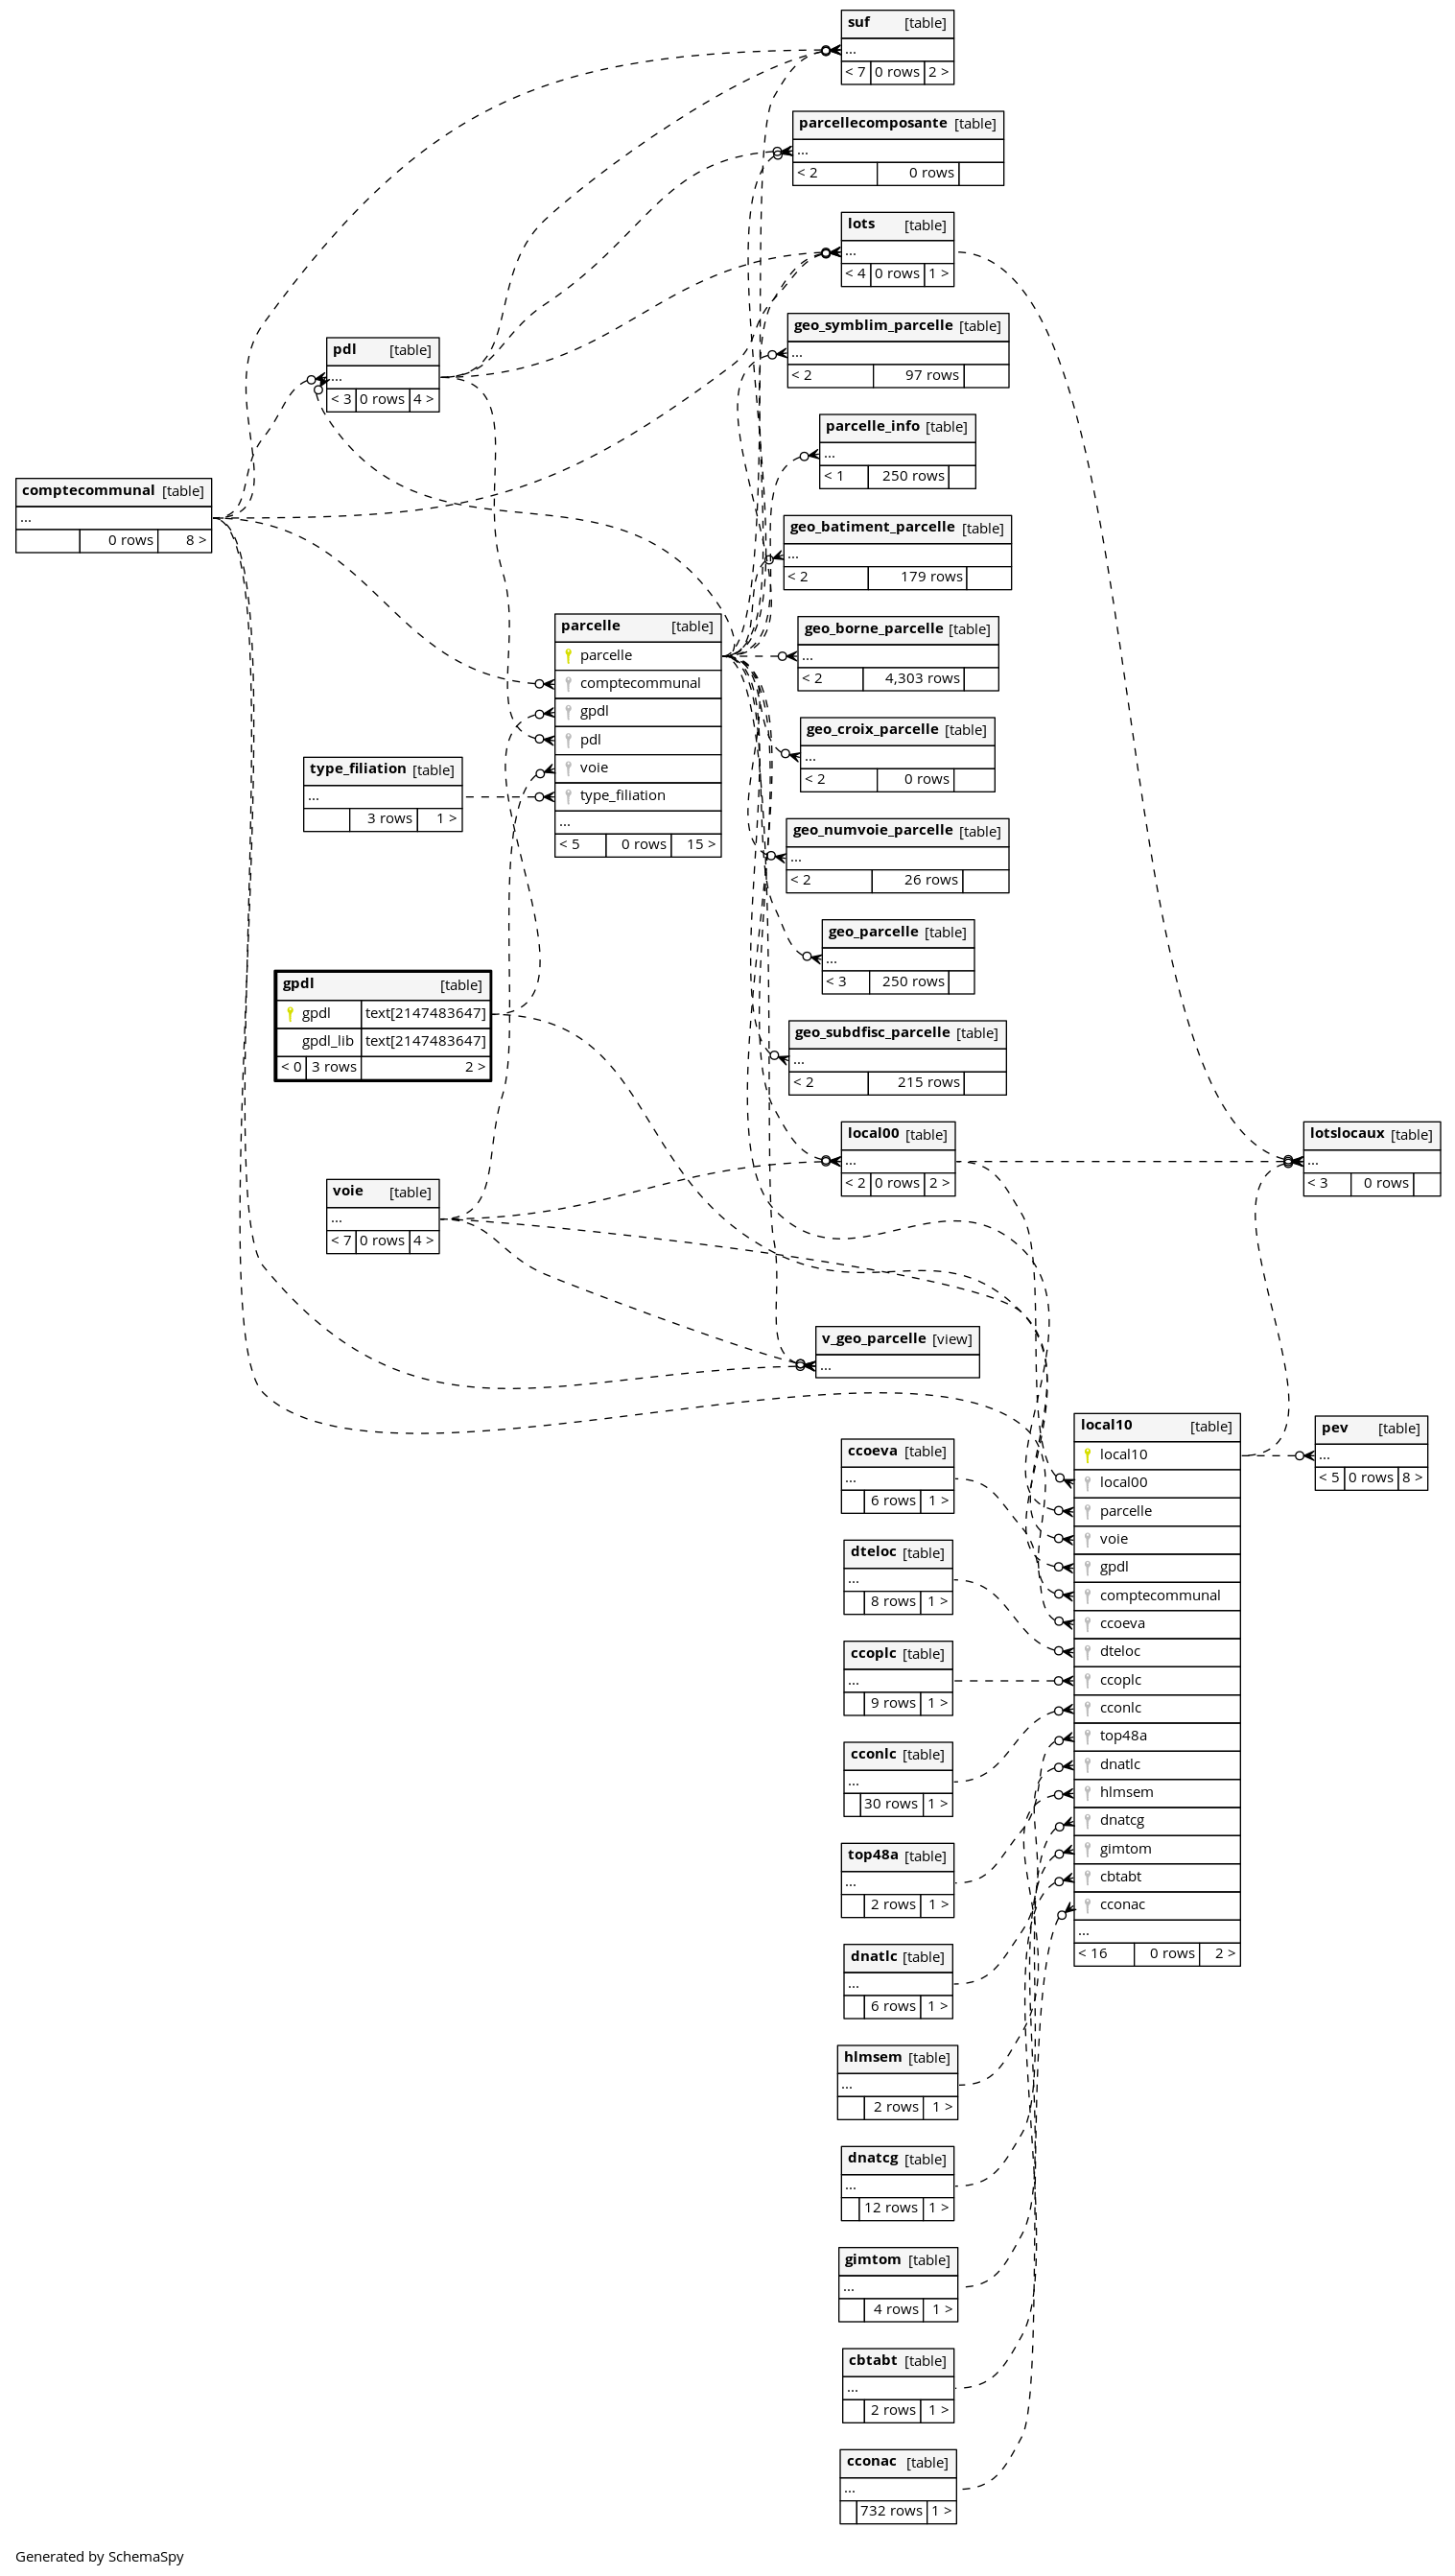 suf [table]
...
< 7 0 rows 2 >
parcellecomposante [table]
...
< 2 0 rows
lots [table]
...
< 4 0 rows 1 >
geo_symblim_parcelle [table]
...
< 2 97 rows
pdl [table]
...
< 3 0 rows 4 >
parcelle_info [table]
...
< 1 250 rows
comptecommunal [table]
...
0 rows 8 >
geo_batiment_parcelle [table]
...
< 2 179 rows
parcelle [table]
parcelle
comptecommunal
gpdl
pdl
voie
type_filiation
...
< 5 0 rows 15 >
geo_borne_parcelle [table]
...
< 2 4,303 rows
geo_croix_parcelle [table]
...
< 2 0 rows
type_filiation [table]
...
3 rows 1 >
geo_numvoie_parcelle [table]
...
< 2 26 rows
geo_parcelle [table]
...
< 3 250 rows
gpdl [table]
gpdl text[2147483647]
gpdl_lib text[2147483647]
< 0 3 rows 2 >
geo_subdfisc_parcelle [table]
...
< 2 215 rows
local00 [table]
...
< 2 0 rows 2 >
lotslocaux [table]
...
< 3 0 rows
voie [table]
...
< 7 0 rows 4 >
v_geo_parcelle [view]
...
local10 [table]
local10
local00
parcelle
voie
gpdl
comptecommunal
ccoeva
dteloc
ccoplc
cconlc
top48a
dnatlc
hlmsem
dnatcg
gimtom
cbtabt
cconac
...
< 16 0 rows 2 >
pev [table]
...
< 5 0 rows 8 >
ccoeva [table]
...
6 rows 1 >
dteloc [table]
...
8 rows 1 >
ccoplc [table]
...
9 rows 1 >
cconlc [table]
...
30 rows 1 >
top48a [table]
...
2 rows 1 >
dnatlc [table]
...
6 rows 1 >
hlmsem [table]
...
2 rows 1 >
dnatcg [table]
...
12 rows 1 >
gimtom [table]
...
4 rows 1 >
cbtabt [table]
...
2 rows 1 >
cconac [table]
...
732 rows 1 >
Generated by SchemaSpy